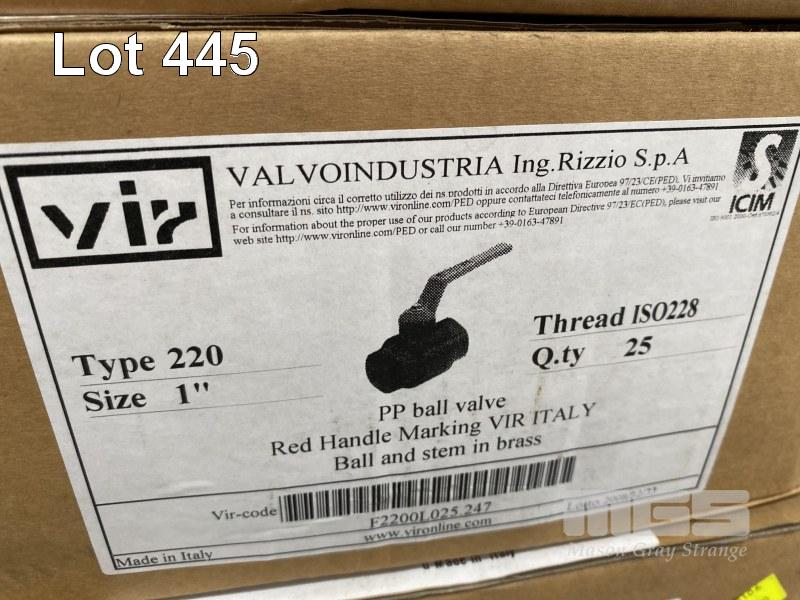 Lot 445
vir
VALVOINDUSTRIA Ing.Rizzio S.p.A
Per informazioni circa il corretto utilizzo dei ns.prodotti in accordo alla Direttiva Europea 97/23/CE(PED). Vi invitiamo
a consultare il ns. sito http://www.vironline.com/PED oppure contattateci telefonicamente al numero +39-0163-47891
For information about the proper use of our products according to European Directive 97/23/EC(PED), please visit our
web site http://www.vironline.com/PED or call our number +39-0163-47891
ICIM
Type 220
Size 1"
Thread ISO228
Q.ty 25
PP ball valve
Red Handle Marking VIR ITALY
Ball and stem in brass
Vir-code
F2200L025 247
www.vironline.com
Lotto
Made in Italy
MGS
Mason Gray Strange
Made in Italy